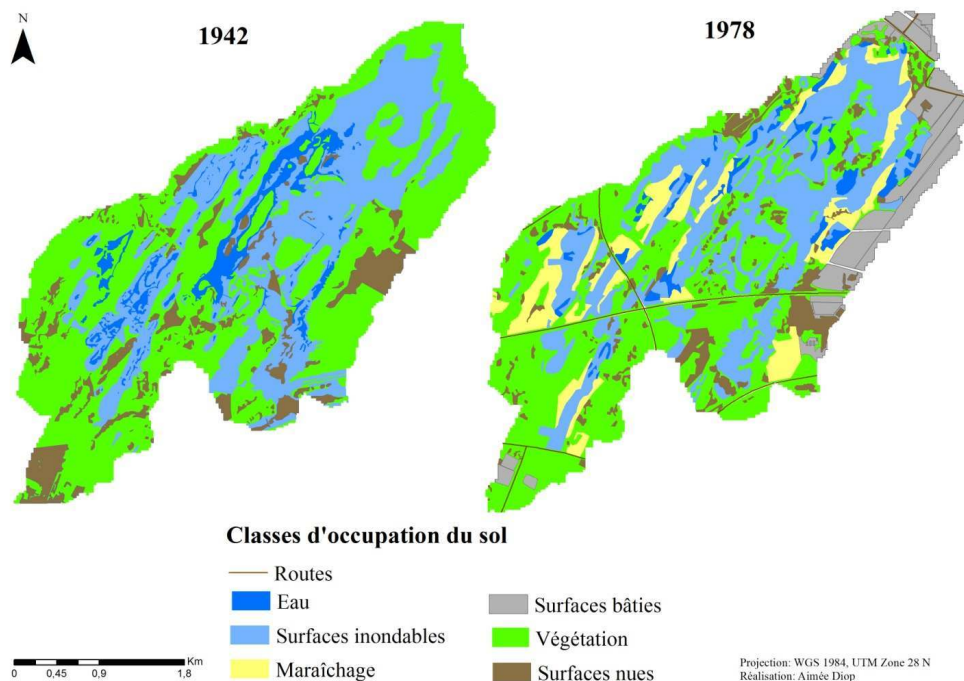 N
1942
1978
Classes d'occupation du sol
Routes
Eau
Surfaces inondables
Maraîchage
Surfaces bâties
Végétation
Surfaces nues
Km
0 0,45 0,9 1,8
Projection: WGS 1984, UTM Zone 28 N
Réalisation: Aimée Diop